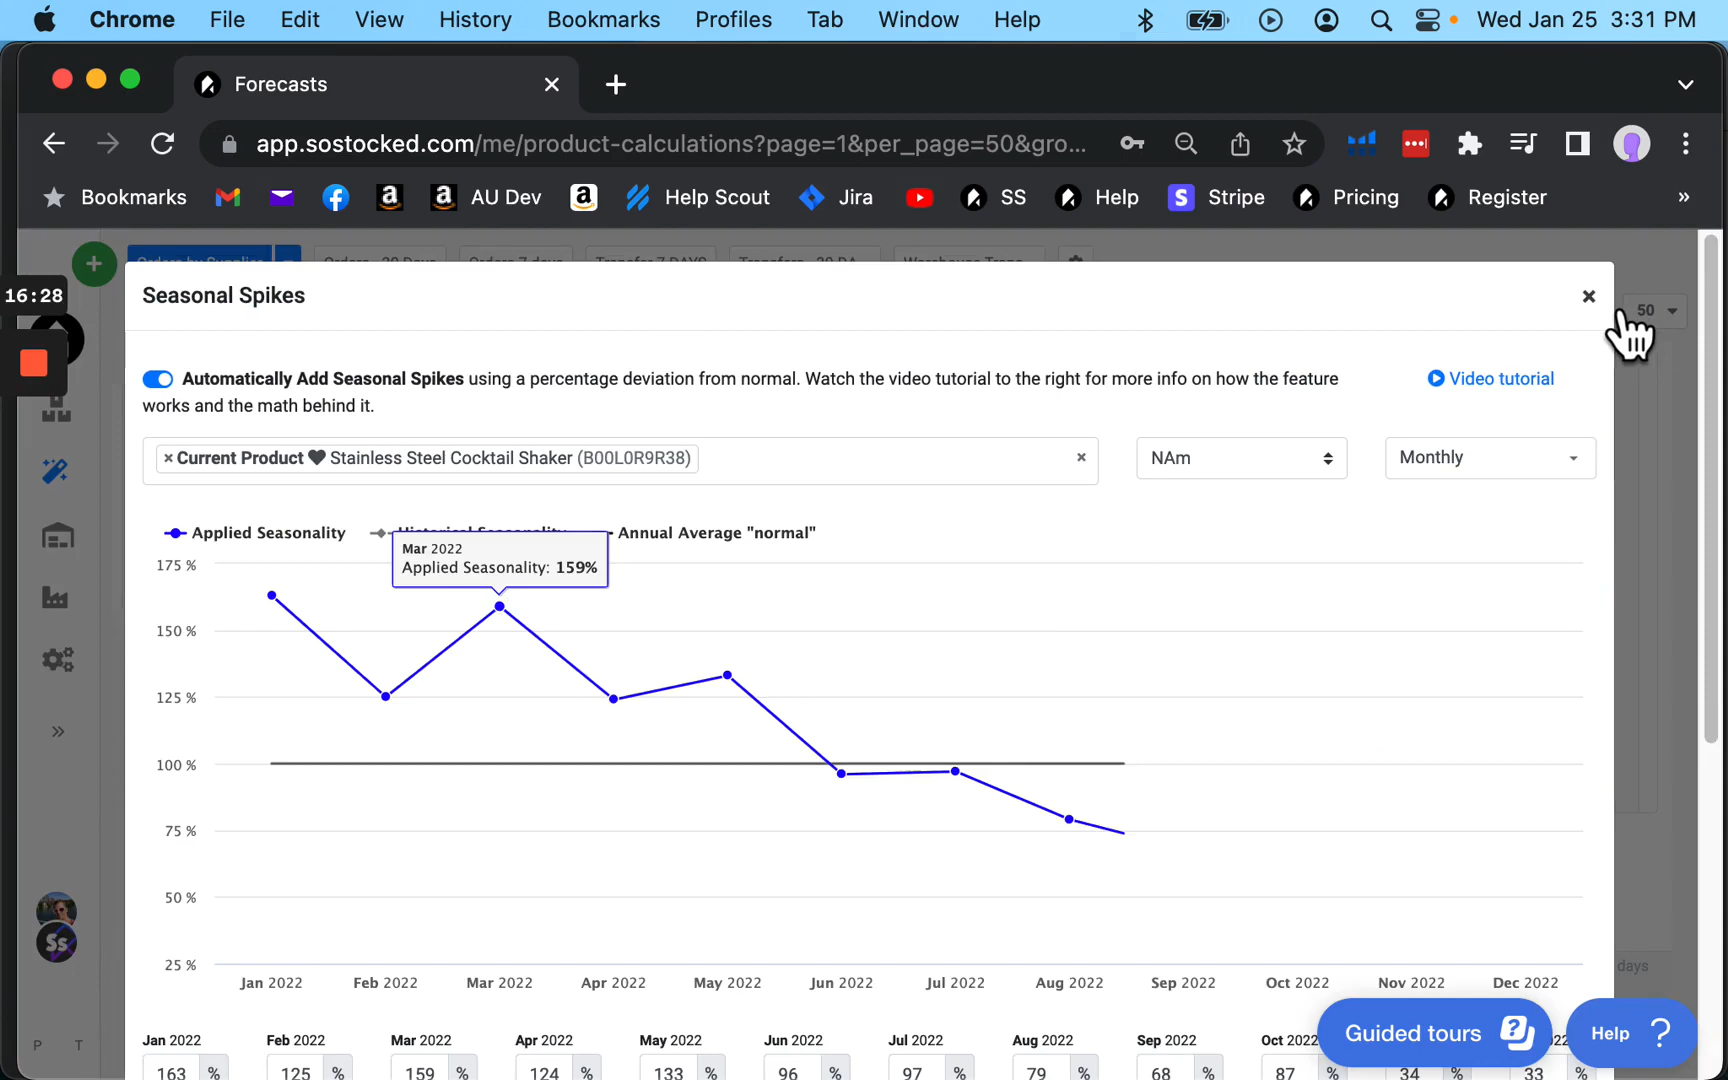 Chrome File Edit View History Bookmarks Profiles Tab Window Help Wed Jan 25 3:31 PM
Forecasts
app.sostocked.com/me/product-calculations?page=1&per_page=50&gro...
Bookmarks AU Dev Help Scout Jira SS Help Stripe Pricing Register »
16:28
Seasonal Spikes
50
Automatically Add Seasonal Spikes using a percentage deviation from normal. Watch the video tutorial to the right for more info on how the feature
works and the math behind it.
Video tutorial
× Current Product ♥ Stainless Steel Cocktail Shaker (B00L0R9R38) ×
NAm
Monthly
Applied Seasonality Historical Seasonality Annual Average "normal"
Mar 2022
Applied Seasonality: 159%
175 %
150 %
125 %
100 %
75 %
50 %
25 %
Jan 2022 Feb 2022 Mar 2022 Apr 2022 May 2022 Jun 2022 Jul 2022 Aug 2022 Sep 2022 Oct 2022 Nov 2022 Dec 2022
days
Ss
P T
Guided tours
Help ?
Jan 2022 Feb 2022 Mar 2022 Apr 2022 May 2022 Jun 2022 Jul 2022 Aug 2022 Sep 2022 Oct 2022
163 % 125 % 159 % 124 % 133 % 96 % 97 % 79 % 68 % 87 % 34 % 33 %